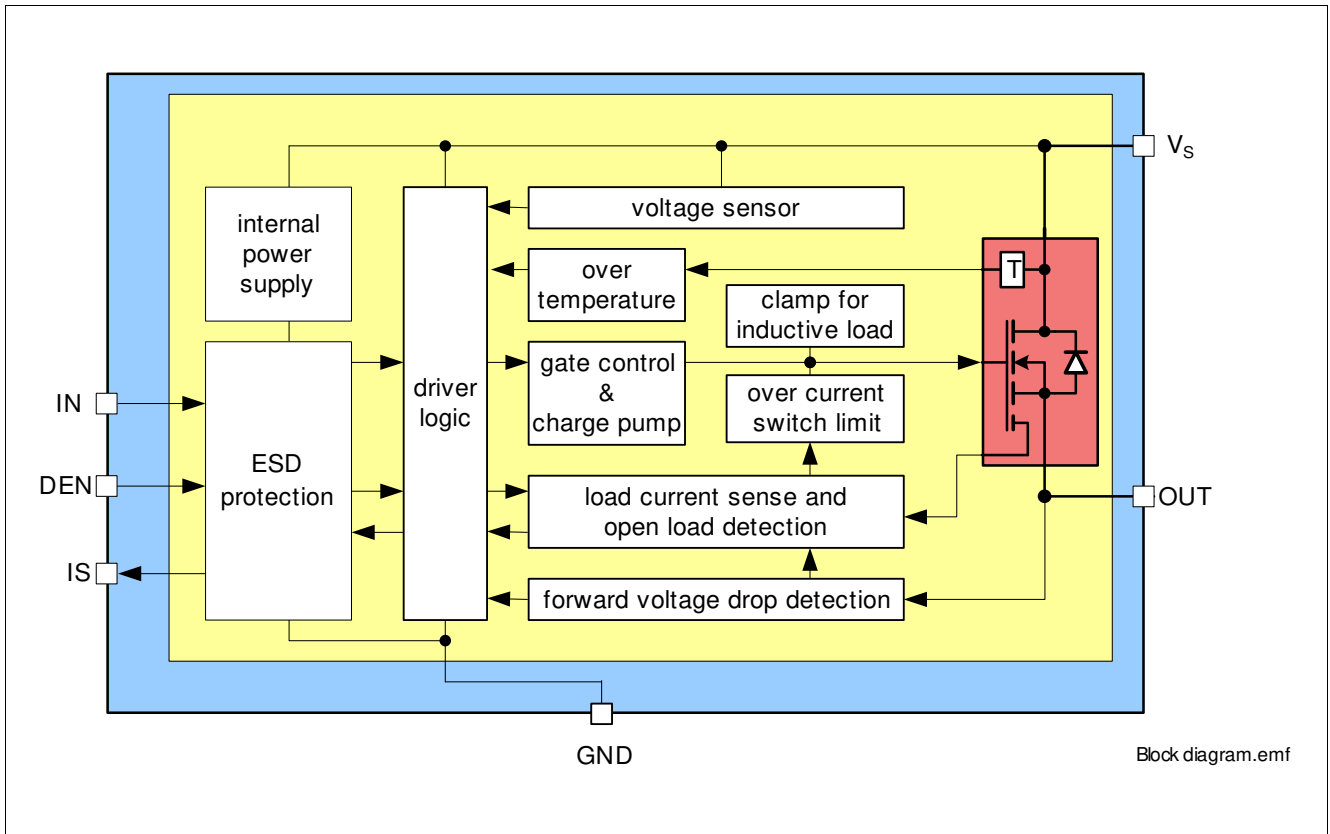 V_S
voltage sensor
internal
power
supply
over
temperature
T
clamp for
inductive load
gate control
&
charge pump
driver
logic
over current
switch limit
IN
DEN
IS
ESD
protection
load current sense and
open load detection
OUT
forward voltage drop detection
GND
Block diagram.emf